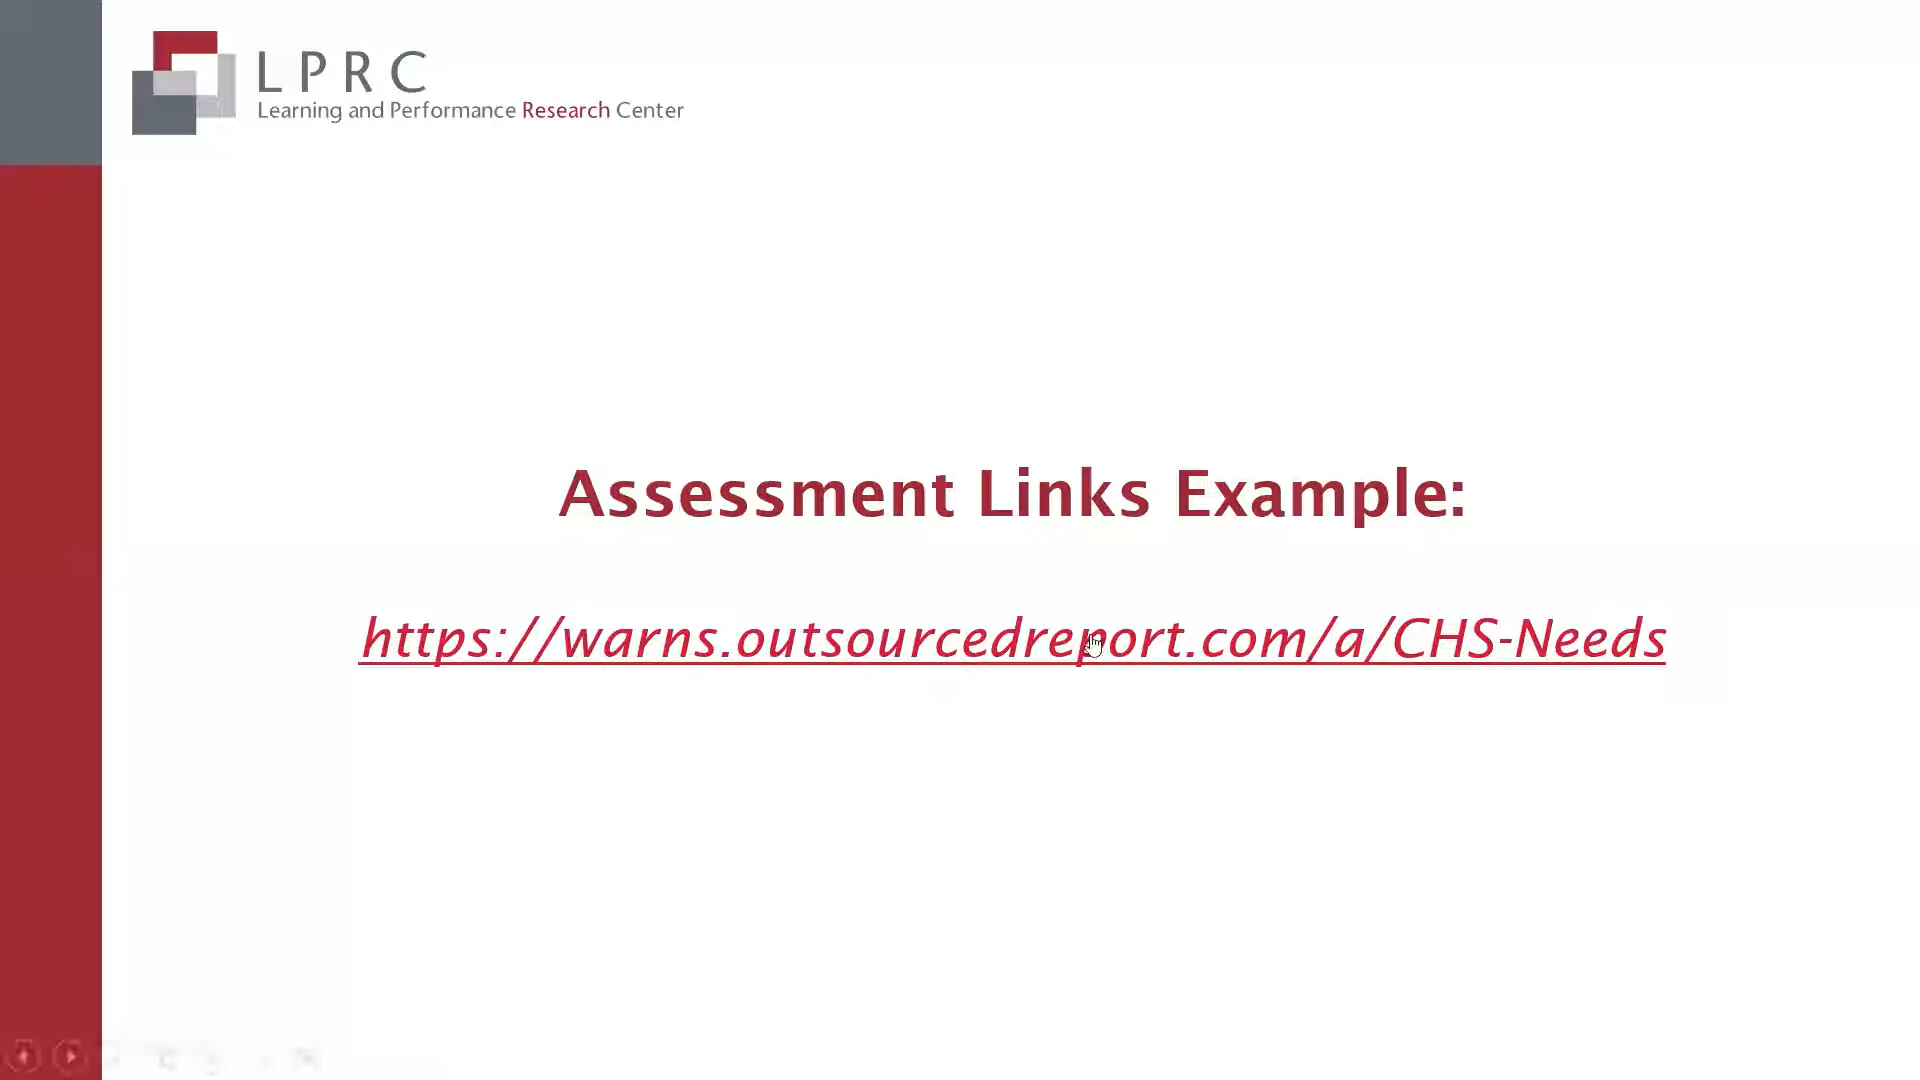 LPRC
Learning and Performance Research Center
Assessment Links Example:
https://warns.outsourcedreport.com/a/CHS-Needs